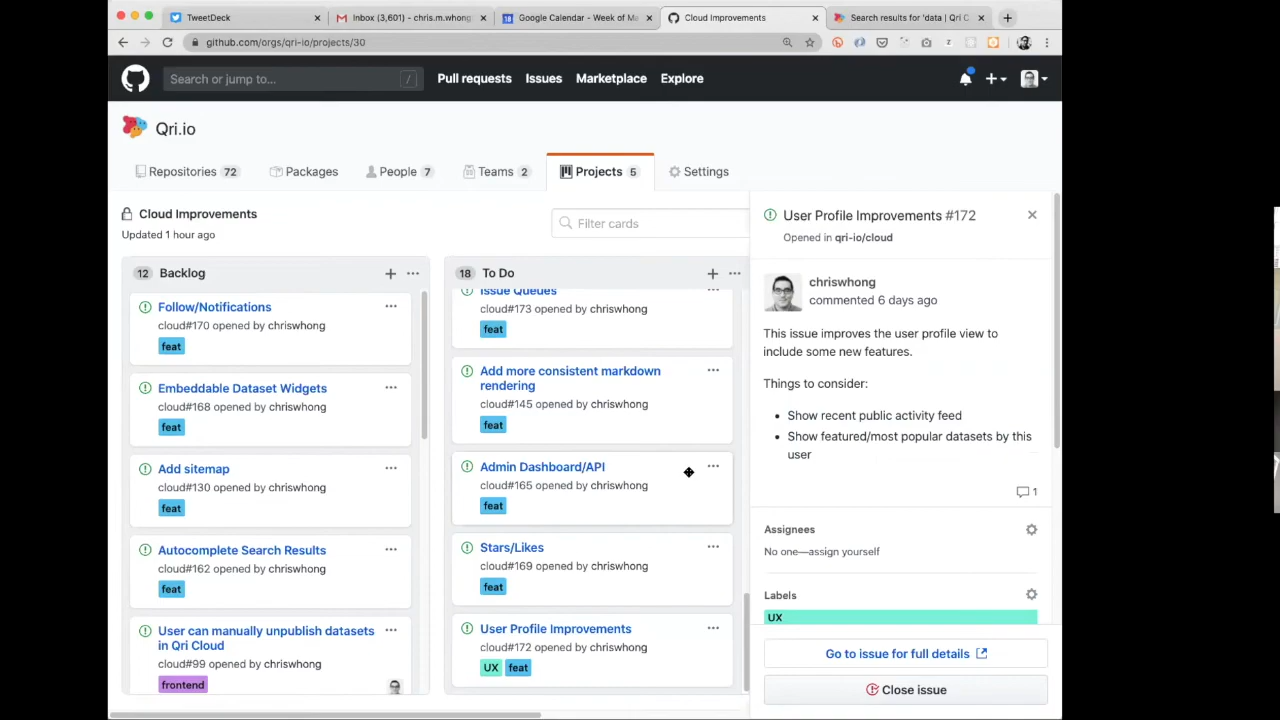 TweetDeck
Inbox (3,601) - chris.m.whong
Google Calendar - Week of Ma
Cloud Improvements
Search results for 'data | Qri C
github.com/orgs/qri-io/projects/30
Search or jump to...
/
Pull requests
Issues
Marketplace
Explore
Qri.io
Repositories 72
Packages
People 7
Teams 2
Projects 5
Settings
Cloud Improvements
Updated 1 hour ago
Filter cards
12 Backlog
Follow/Notifications
cloud#170 opened by chriswhong
feat
Embeddable Dataset Widgets
cloud#168 opened by chriswhong
feat
Add sitemap
cloud#130 opened by chriswhong
feat
Autocomplete Search Results
cloud#162 opened by chriswhong
feat
User can manually unpublish datasets
in Qri Cloud
cloud#99 opened by chriswhong
frontend
18 To Do
Issue Queues
cloud#173 opened by chriswhong
feat
Add more consistent markdown
rendering
cloud#145 opened by chriswhong
feat
Admin Dashboard/API
cloud#165 opened by chriswhong
feat
Stars/Likes
cloud#169 opened by chriswhong
feat
User Profile Improvements
cloud#172 opened by chriswhong
UX feat
User Profile Improvements #172
Opened in qri-io/cloud
chriswhong
commented 6 days ago
This issue improves the user profile view to
include some new features.
Things to consider:
• Show recent public activity feed
• Show featured/most popular datasets by this
user
1
Assignees
No one—assign yourself
Labels
UX
Go to issue for full details
Close issue